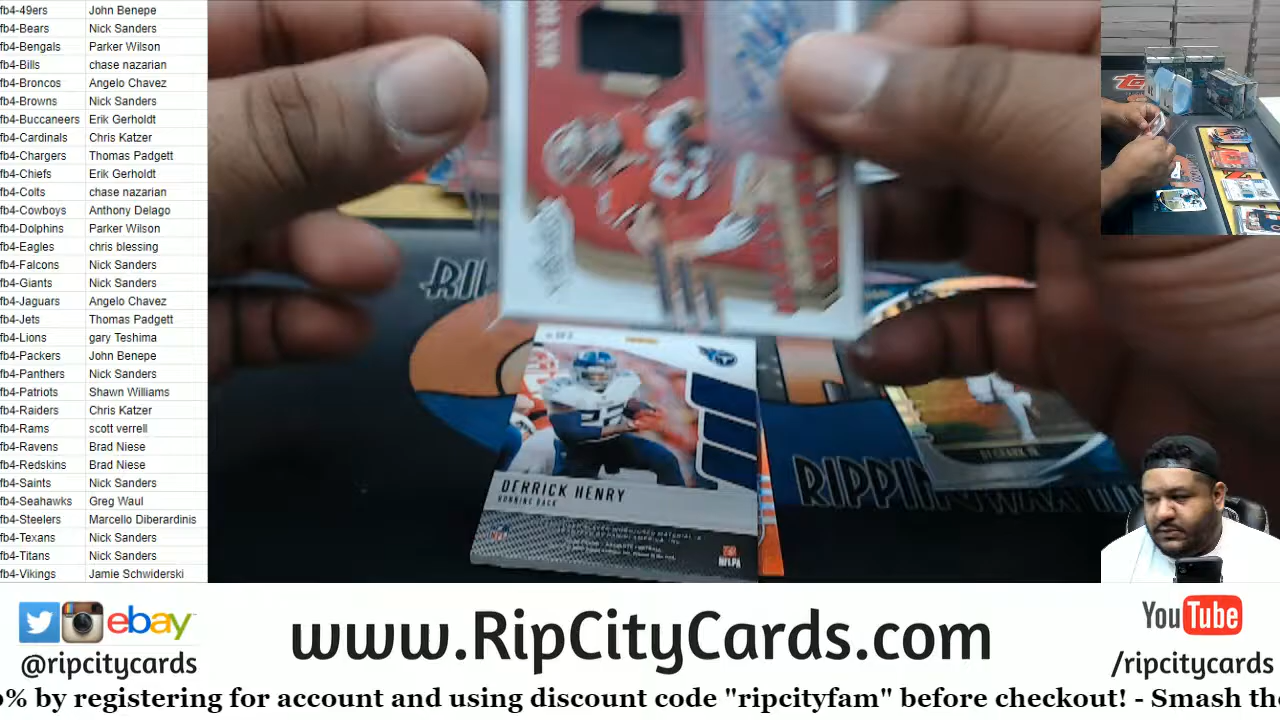 fb4-49ers John Benepe
fb4-Bears Nick Sanders
fb4-Bengals Parker Wilson
fb4-Bills chase nazarian
fb4-Broncos Angelo Chavez
fb4-Browns Nick Sanders
fb4-Buccaneers Erik Gerholdt
fb4-Cardinals Chris Katzer
fb4-Chargers Thomas Padgett
fb4-Chiefs Erik Gerholdt
fb4-Colts chase nazarian
fb4-Cowboys Anthony Delago
fb4-Dolphins Parker Wilson
fb4-Eagles chris blessing
fb4-Falcons Nick Sanders
fb4-Giants Nick Sanders
fb4-Jaguars Angelo Chavez
fb4-Jets Thomas Padgett
fb4-Lions gary Teshima
fb4-Packers John Benepe
fb4-Panthers Nick Sanders
fb4-Patriots Shawn Williams
fb4-Raiders Chris Katzer
fb4-Rams scott verrell
fb4-Ravens Brad Niese
fb4-Redskins Brad Niese
fb4-Saints Nick Sanders
fb4-Seahawks Greg Waul
fb4-Steelers Marcello Diberardinis
fb4-Texans Nick Sanders
fb4-Titans Nick Sanders
fb4-Vikings Jamie Schwiderski
DERRICK HENRY
RUNNING BACK
NFLPA
RIPPIN
ebay
@ripcitycards
www.RipCityCards.com
YouTube
/ripcitycards
% by registering for account and using discount code "ripcityfam" before checkout! - Smash the